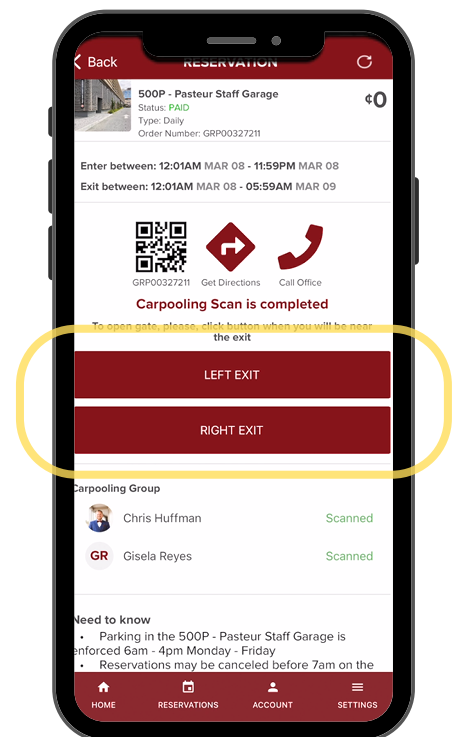 Back
RESERVATION
500P - Pasteur Staff Garage
¢0
Status: PAID
Type: Daily
Order Number: GRP00327211
Enter between: 12:01AM MAR 08 - 11:59PM MAR 08
Exit between: 12:01AM MAR 08 - 05:59AM MAR 09
GRP00327211 Get Directions Call Office
Carpooling Scan is completed
To open gate, please, click button when you will be near
the exit
LEFT EXIT
RIGHT EXIT
Carpooling Group
Chris Huffman Scanned
GR Gisela Reyes Scanned
Need to know
• Parking in the 500P - Pasteur Staff Garage is
enforced 6am - 4pm Monday - Friday
• Reservations may be canceled before 7am on the
HOME RESERVATIONS ACCOUNT SETTINGS